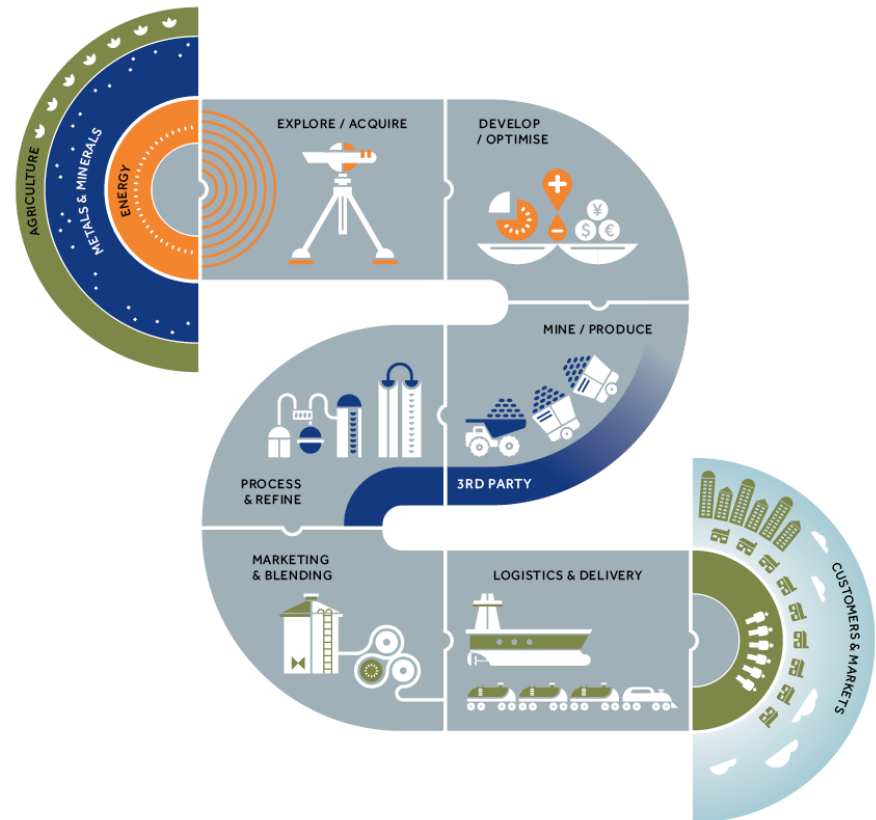 AGRICULTURE
METALS & MINERALS
ENERGY
EXPLORE / ACQUIRE
DEVELOP
/ OPTIMISE
¥
$ €
MINE / PRODUCE
PROCESS
& REFINE
3RD PARTY
MARKETING
& BLENDING
LOGISTICS & DELIVERY
CUSTOMERS & MARKETS